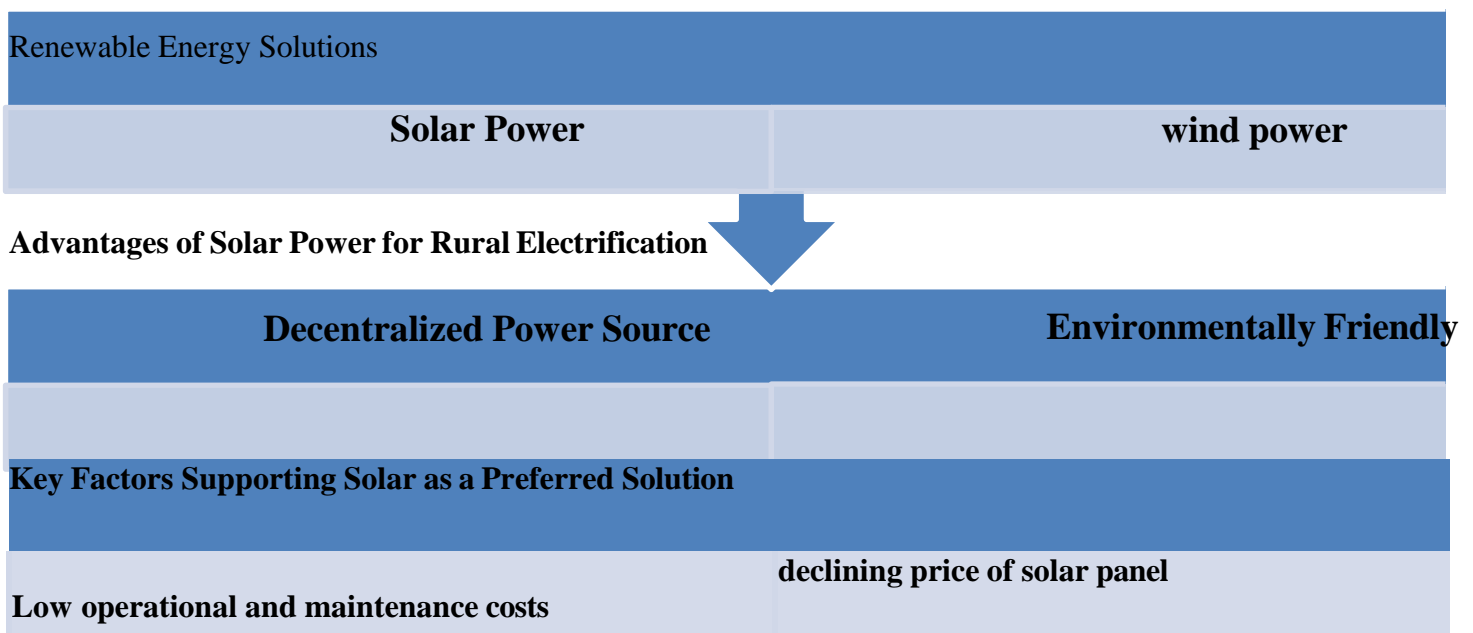 Renewable Energy Solutions
Solar Power
wind power
Advantages of Solar Power for Rural Electrification
Decentralized Power Source
Environmentally Friendly
Key Factors Supporting Solar as a Preferred Solution
Low operational and maintenance costs
declining price of solar panel